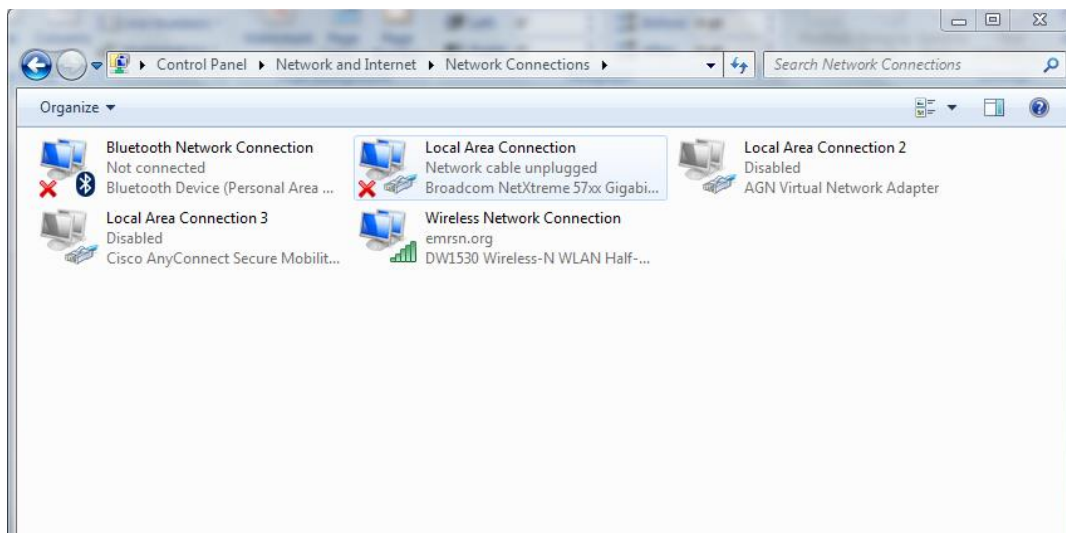 Control Panel Network and Internet Network Connections
Search Network Connections
Organize
Bluetooth Network Connection
Not connected
Bluetooth Device (Personal Area ...
Local Area Connection
Network cable unplugged
Broadcom NetXtreme 57xx Gigabi...
Local Area Connection 2
Disabled
AGN Virtual Network Adapter
Local Area Connection 3
Disabled
Cisco AnyConnect Secure Mobilit...
Wireless Network Connection
emrsn.org
DW1530 Wireless-N WLAN Half-...